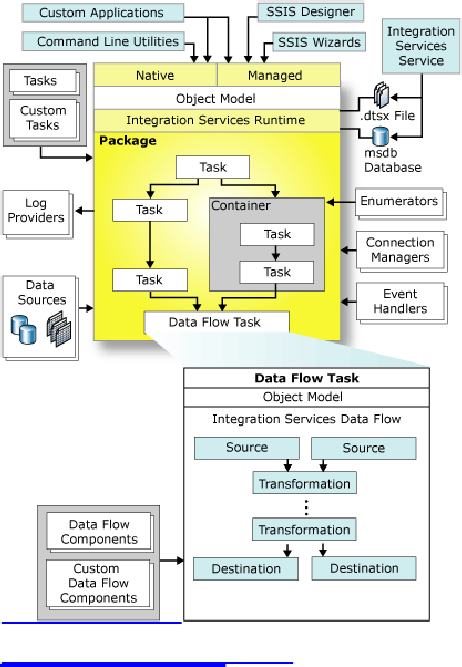 Custom Applications
SSIS Designer
Command Line Utilities
SSIS Wizards
Integration
Services
Service
Tasks
Custom
Tasks
Native
Managed
Object Model
Integration Services Runtime
.dtsx File
msdb
Database
Package
Task
Log
Providers
Task
Container
Task
Task
Task
Enumerators
Connection
Managers
Data
Sources
Event
Handlers
Data Flow Task
Data Flow Task
Object Model
Integration Services Data Flow
Source
Source
Transformation
Transformation
Destination
Destination
Data Flow
Components
Custom
Data Flow
Components